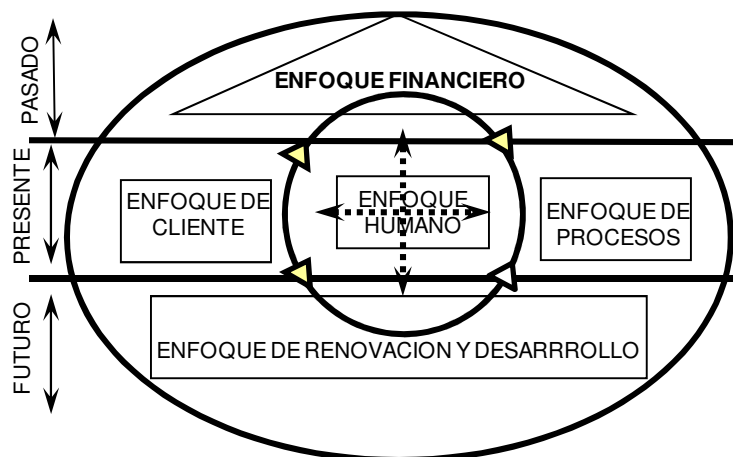 PASADO
ENFOQUE FINANCIERO
PRESENTE
ENFOQUE DE
CLIENTE
ENFOQUE
HUMANO
ENFOQUE DE
PROCESOS
FUTURO
ENFOQUE DE RENOVACION Y DESARRROLLO